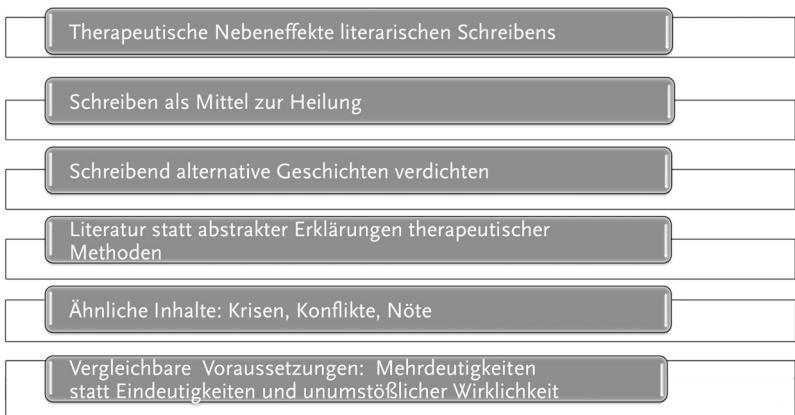 Therapeutische Nebeneffekte literarischen Schreibens
Schreiben als Mittel zur Heilung
Schreibend alternative Geschichten verdichten
Literatur statt abstrakter Erklärungen therapeutischer
Methoden
Ähnliche Inhalte: Krisen, Konflikte, Nöte
Vergleichbare Voraussetzungen: Mehrdeutigkeiten
statt Eindeutigkeiten und unumstößlicher Wirklichkeit